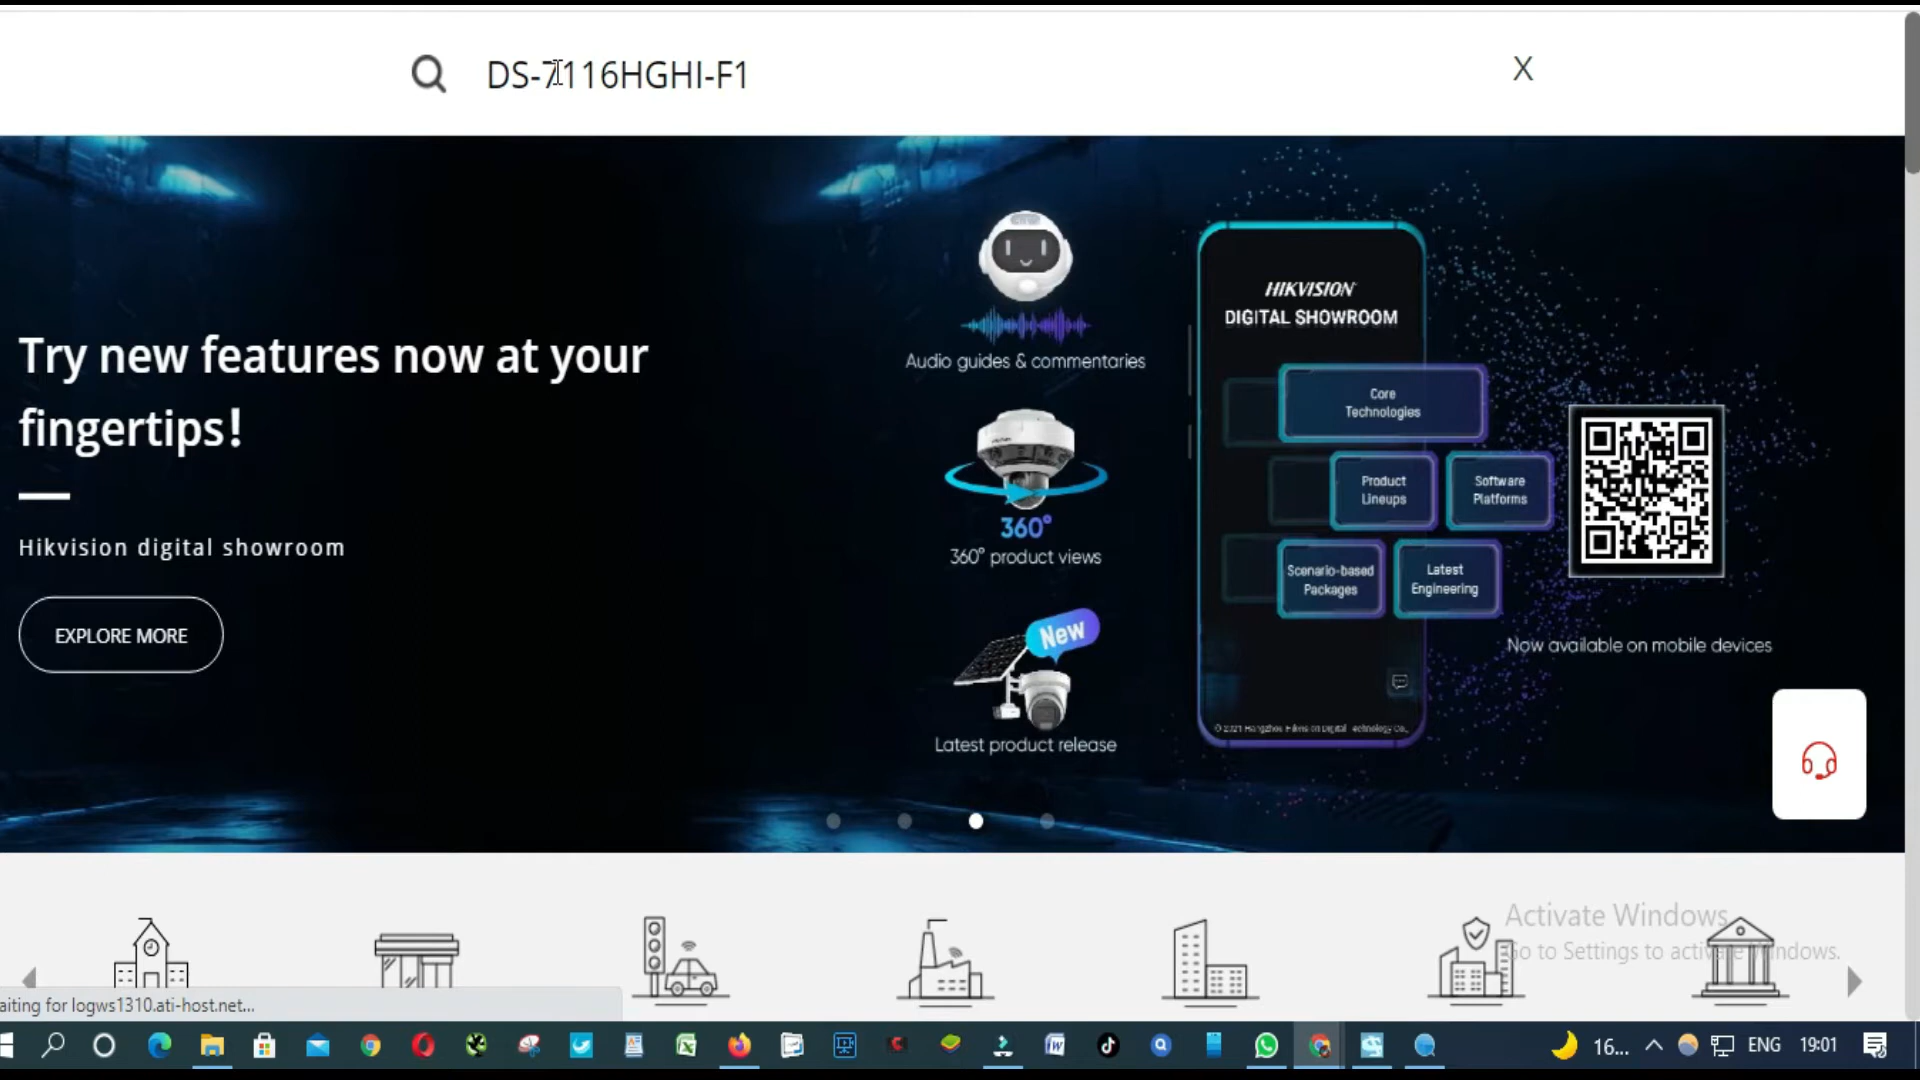 DS-7116HGHI-F1
X
Try new features now at your
fingertips!
Hikvision digital showroom
EXPLORE MORE
Audio guides & commentaries
360°
360° product views
New
Latest product release
HIKVISION
DIGITAL SHOWROOM
Core
Technologies
Product
Lineups
Software
Platforms
Scenario-based
Packages
Latest
Engineering
Now available on mobile devices
Activate Windows
Go to Settings to activate Windows.
aiting for logws1310.ati-host.net...
16...
ENG
19:01